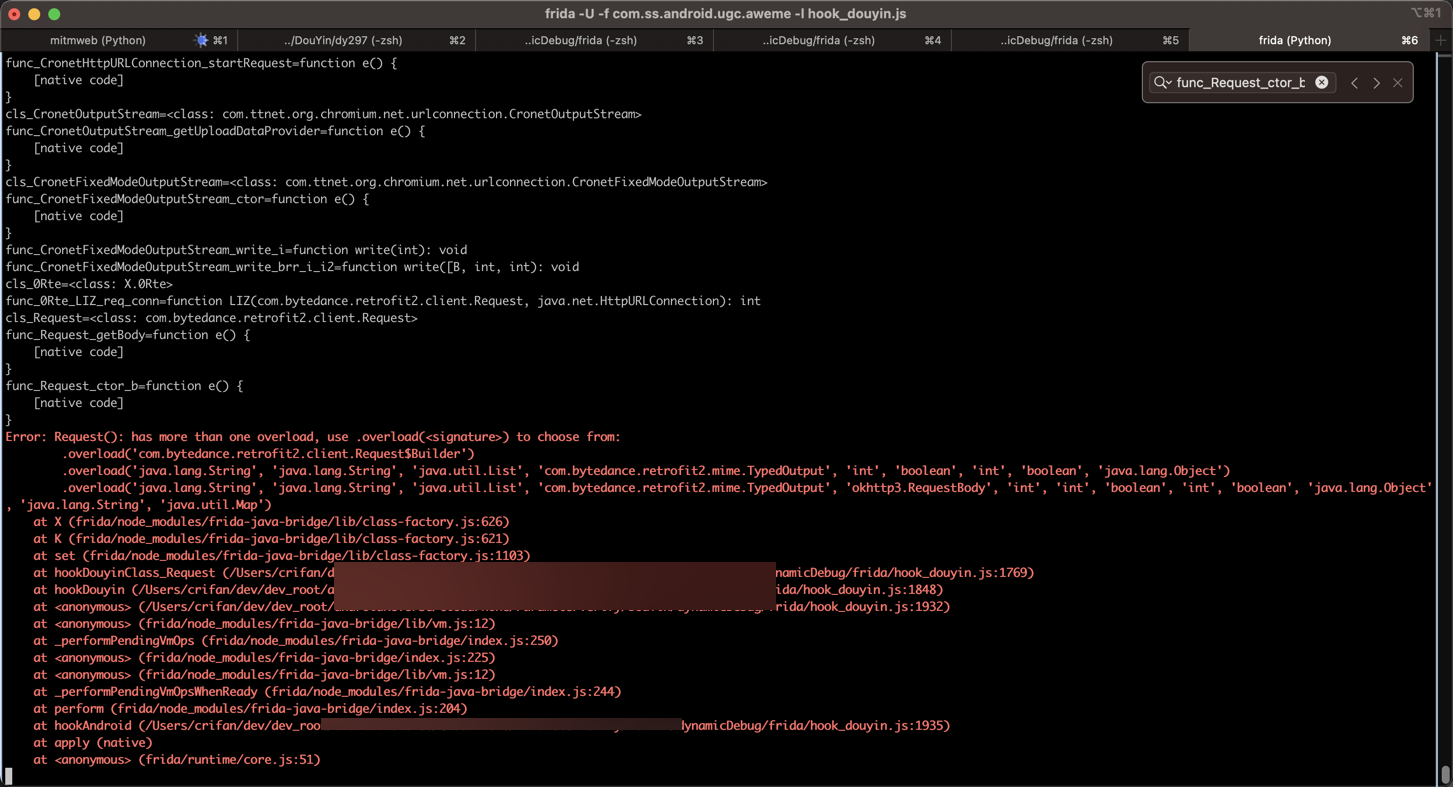 frida -U -f com.ss.android.ugc.aweme -l hook_douyin.js
⌥⌘1
mitmweb (Python) ⌘1
../DouYin/dy297 (-zsh) ⌘2
..icDebug/frida (-zsh) ⌘3
..icDebug/frida (-zsh) ⌘4
..icDebug/frida (-zsh) ⌘5
frida (Python) ⌘6
func_Request_ctor_b
func_CronetHttpURLConnection_startRequest=function e() {
    [native code]
}
cls_CronetOutputStream=<class: com.ttnet.org.chromium.net.urlconnection.CronetOutputStream>
func_CronetOutputStream_getUploadDataProvider=function e() {
    [native code]
}
cls_CronetFixedModeOutputStream=<class: com.ttnet.org.chromium.net.urlconnection.CronetFixedModeOutputStream>
func_CronetFixedModeOutputStream_ctor=function e() {
    [native code]
}
func_CronetFixedModeOutputStream_write_i=function write(int): void
func_CronetFixedModeOutputStream_write_brr_i_i2=function write([B, int, int): void
cls_0Rte=<class: X.0Rte>
func_0Rte_LIZ_req_conn=function LIZ(com.bytedance.retrofit2.client.Request, java.net.HttpURLConnection): int
cls_Request=<class: com.bytedance.retrofit2.client.Request>
func_Request_getBody=function e() {
    [native code]
}
func_Request_ctor_b=function e() {
    [native code]
}
Error: Request(): has more than one overload, use .overload(<signature>) to choose from:
        .overload('com.bytedance.retrofit2.client.Request$Builder')
        .overload('java.lang.String', 'java.lang.String', 'java.util.List', 'com.bytedance.retrofit2.mime.TypedOutput', 'int', 'boolean', 'int', 'boolean', 'java.lang.Object')
        .overload('java.lang.String', 'java.lang.String', 'java.util.List', 'com.bytedance.retrofit2.mime.TypedOutput', 'okhttp3.RequestBody', 'int', 'int', 'boolean', 'int', 'boolean', 'java.lang.Object'
, 'java.lang.String', 'java.util.Map')
    at X (frida/node_modules/frida-java-bridge/lib/class-factory.js:626)
    at K (frida/node_modules/frida-java-bridge/lib/class-factory.js:621)
    at set (frida/node_modules/frida-java-bridge/lib/class-factory.js:1103)
    at hookDouyinClass_Request (/Users/crifan/d namicDebug/frida/hook_douyin.js:1769)
    at hookDouyin (/Users/crifan/dev/dev_root/a ida/hook_douyin.js:1848)
    at <anonymous> (/Users/crifan/dev/dev_root/ frida/hook_douyin.js:1932)
    at <anonymous> (frida/node_modules/frida-java-bridge/lib/vm.js:12)
    at _performPendingVmOps (frida/node_modules/frida-java-bridge/index.js:250)
    at <anonymous> (frida/node_modules/frida-java-bridge/index.js:225)
    at <anonymous> (frida/node_modules/frida-java-bridge/lib/vm.js:12)
    at _performPendingVmOpsWhenReady (frida/node_modules/frida-java-bridge/index.js:244)
    at perform (frida/node_modules/frida-java-bridge/index.js:204)
    at hookAndroid (/Users/crifan/dev/dev_roo ynamicDebug/frida/hook_douyin.js:1935)
    at apply (native)
    at <anonymous> (frida/runtime/core.js:51)